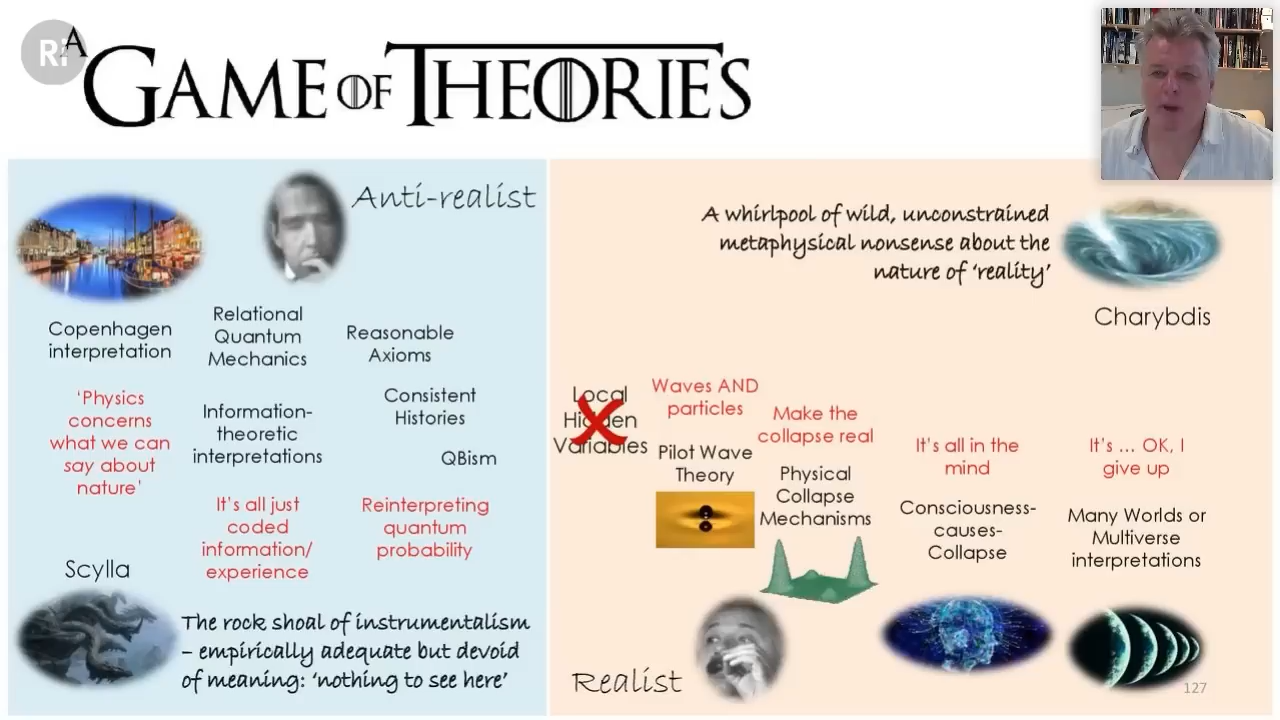 Ri
A GAME OF THEORIES
Anti-realist
Copenhagen
interpretation
'Physics
concerns
what we can
say about
nature'
Relational
Quantum
Mechanics
Information-
theoretic
interpretations
It's all just
coded
information/
experience
Reasonable
Axioms
Consistent
Histories
QBism
Reinterpreting
quantum
probability
Scylla
The rock shoal of instrumentalism
– empirically adequate but devoid
of meaning: 'nothing to see here'
A whirlpool of wild, unconstrained
metaphysical nonsense about the
nature of 'reality'
Charybdis
Local
Hidden
Variables
Waves AND
particles
Pilot Wave
Theory
Make the
collapse real
Physical
Collapse
Mechanisms
It's all in the
mind
Consciousness-
causes-
Collapse
It's ... OK, I
give up
Many Worlds or
Multiverse
interpretations
Realist
127